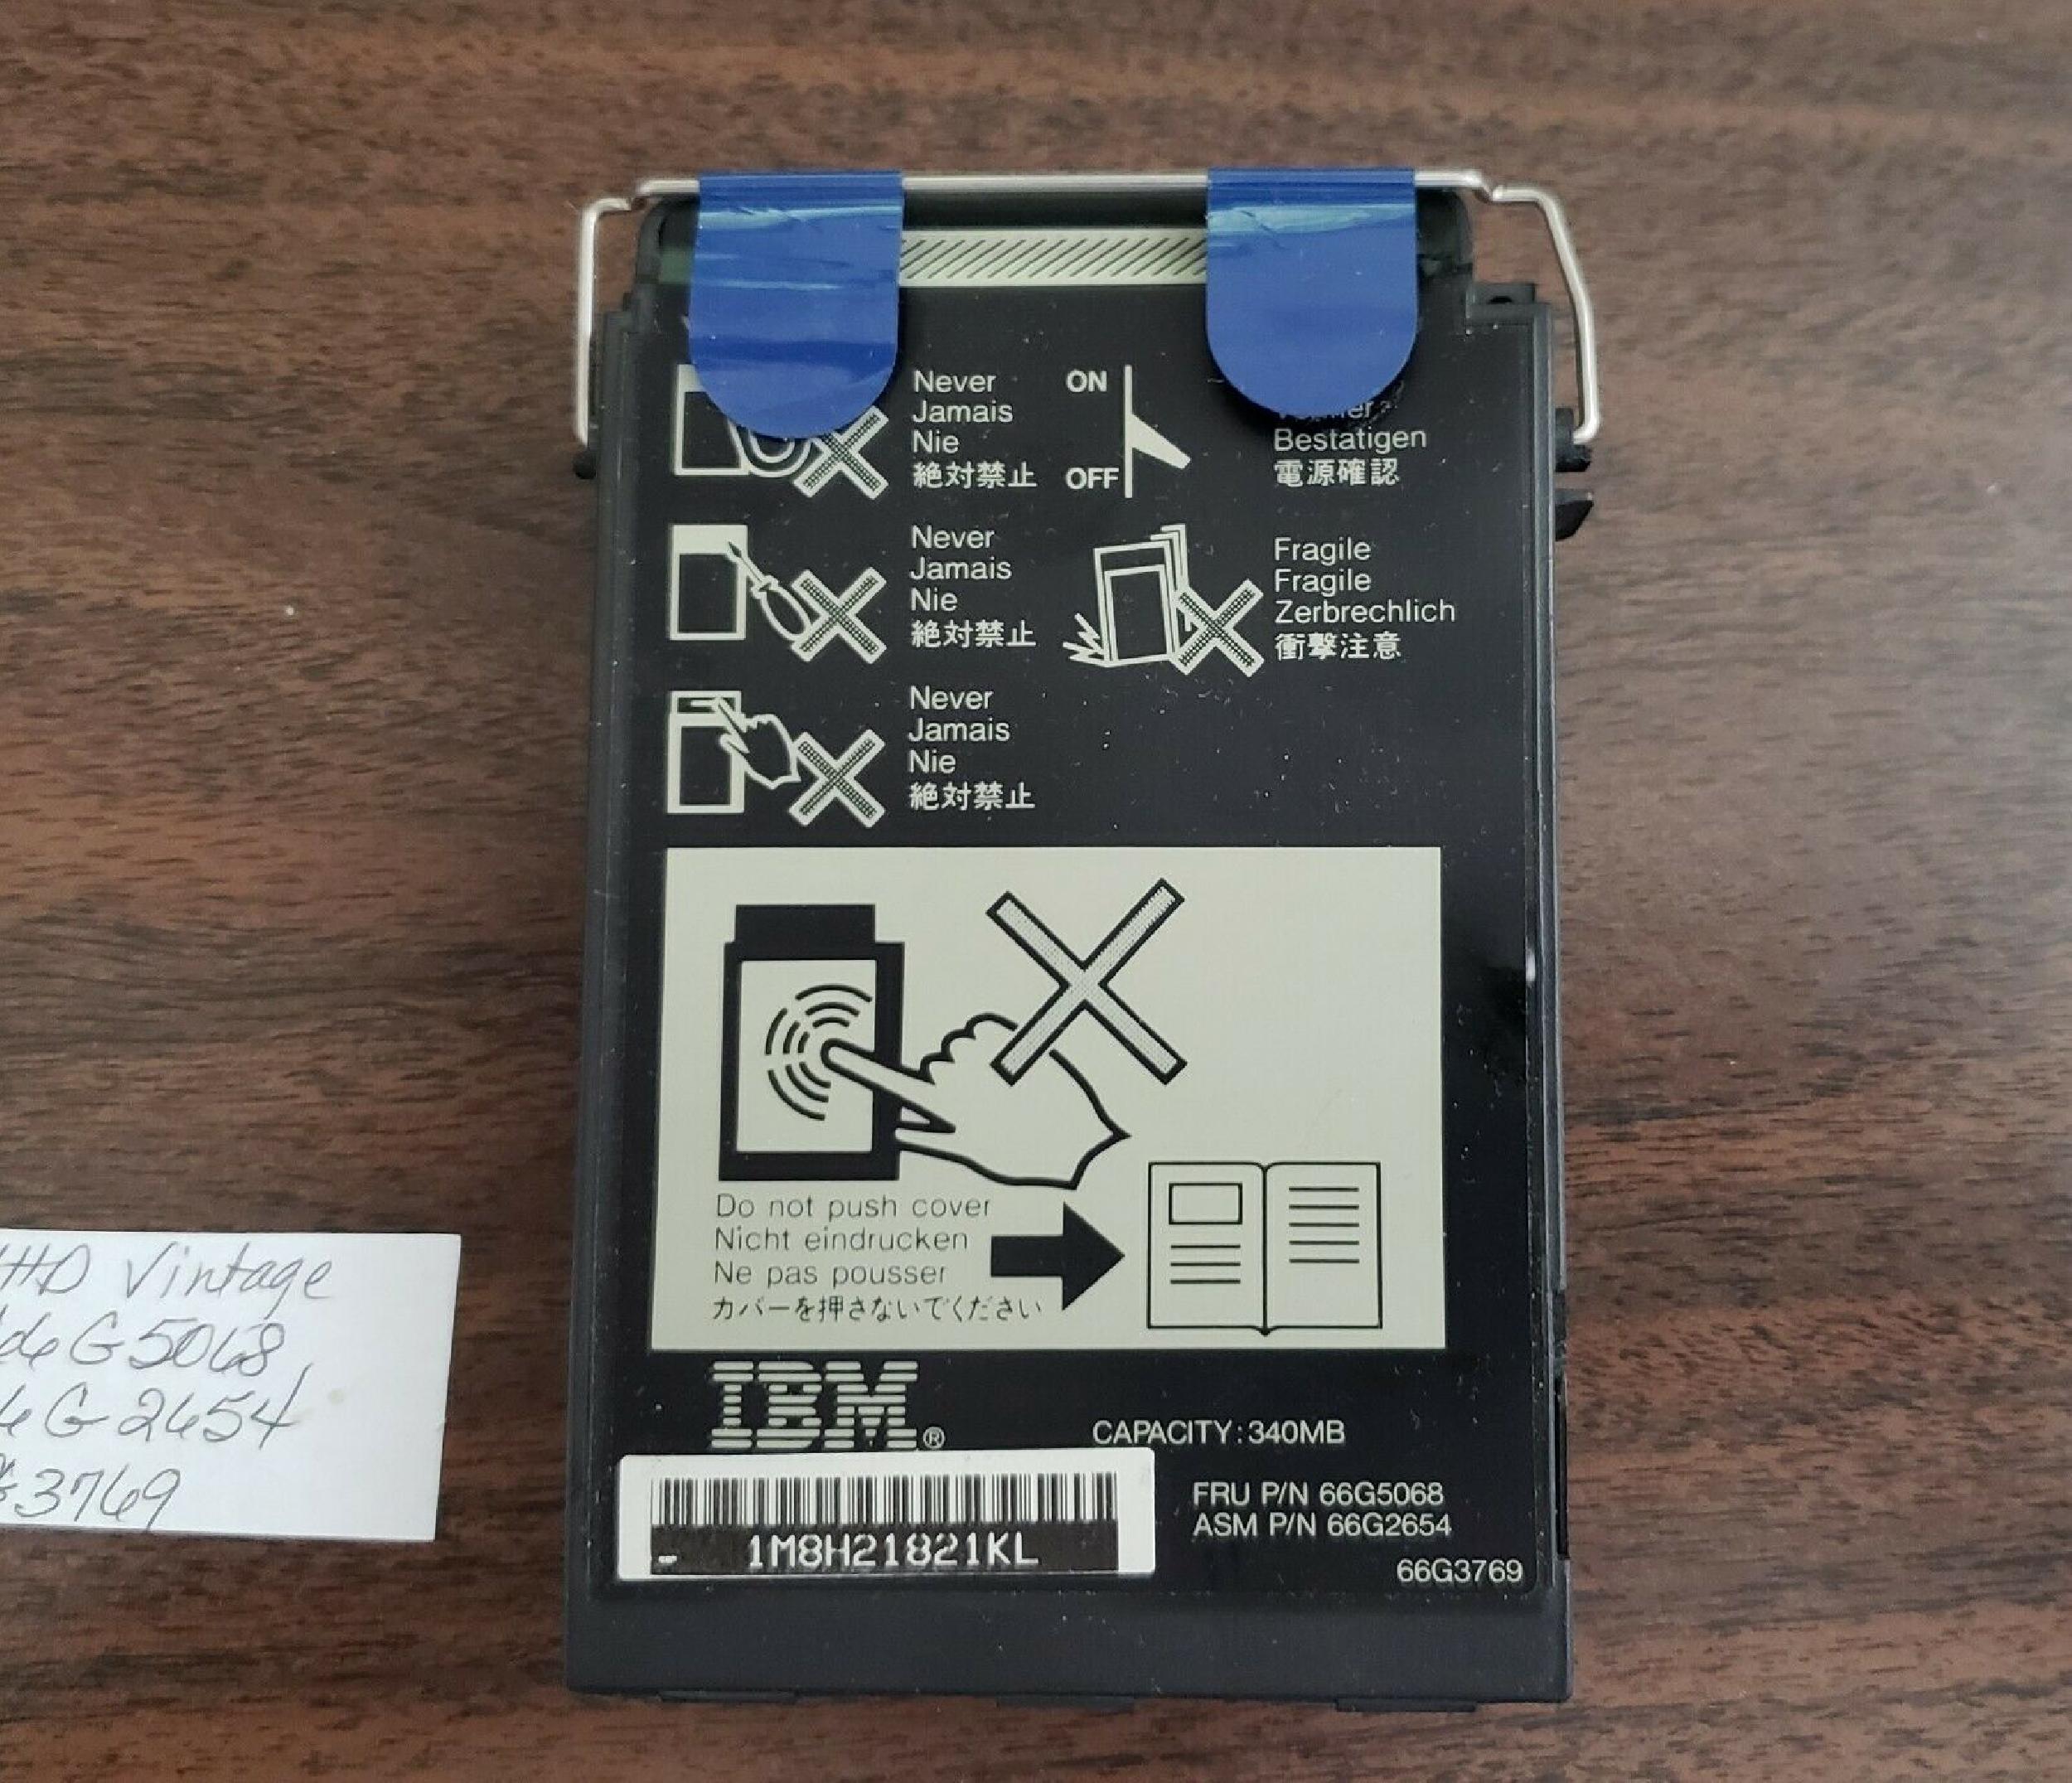 Never
Jamais
Nie
絶対禁止
ON
OFF
Bestätigen
電源確認
Never
Jamais
Nie
絶対禁止
Fragile
Fragile
Zerbrechlich
衝撃注意
Never
Jamais
Nie
絶対禁止
Do not push cover
Nicht eindrucken
Ne pas pousser
カバーを押さないでください
IBM®
CAPACITY: 340MB
1M8H21821KL
FRU P/N 66G5068
ASM P/N 66G2654
66G3769
HD Vintage
G5068
G2654
3769